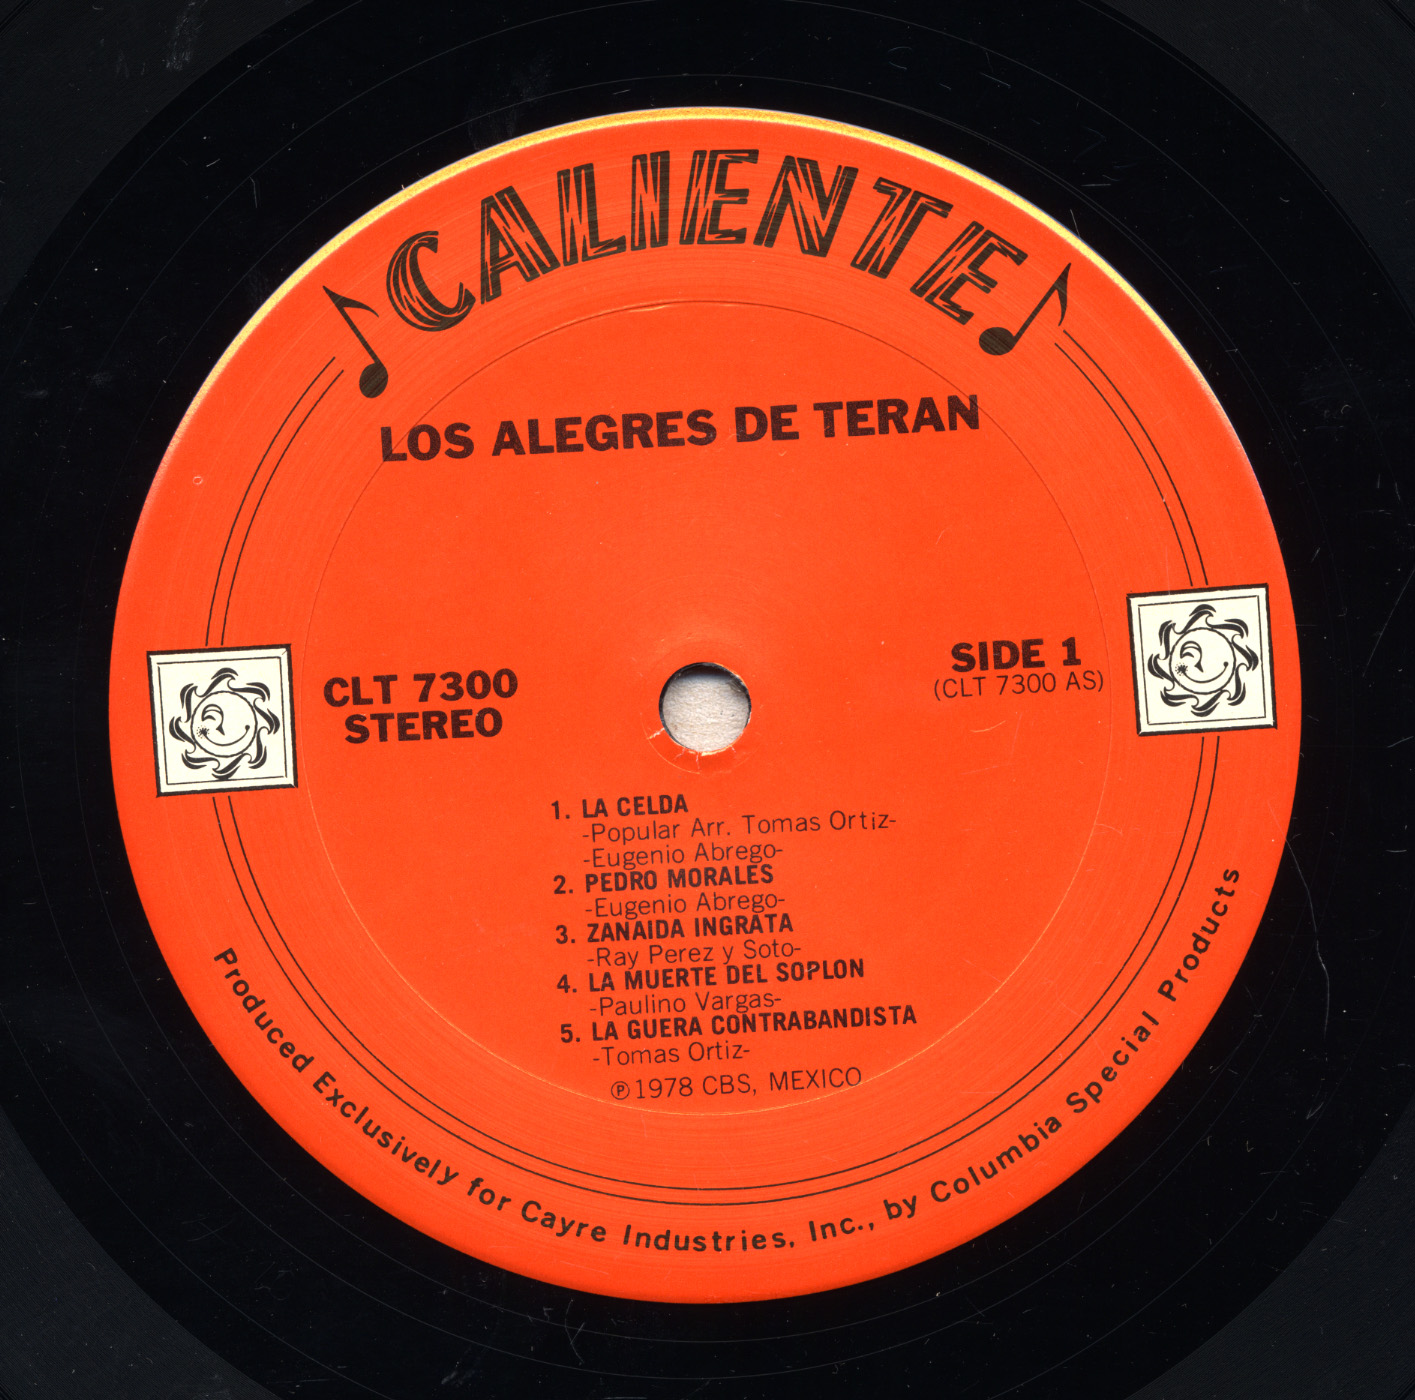 CALIENTE
LOS ALEGRES DE TERAN
CLT 7300
STEREO
SIDE 1
(CLT 7300 AS)
1. LA CELDA
-Popular Arr. Tomas Ortiz-
-Eugenio Abrego-
2. PEDRO MORALES
-Eugenio Abrego-
3. ZANAIDA INGRATA
-Ray Perez y Soto-
4. LA MUERTE DEL SOPLON
-Paulino Vargas-
5. LA GUERA CONTRABANDISTA
-Tomas Ortiz-
℗1978 CBS, MEXICO
Produced Exclusively for Cayre Industries, Inc., by Columbia Special Products